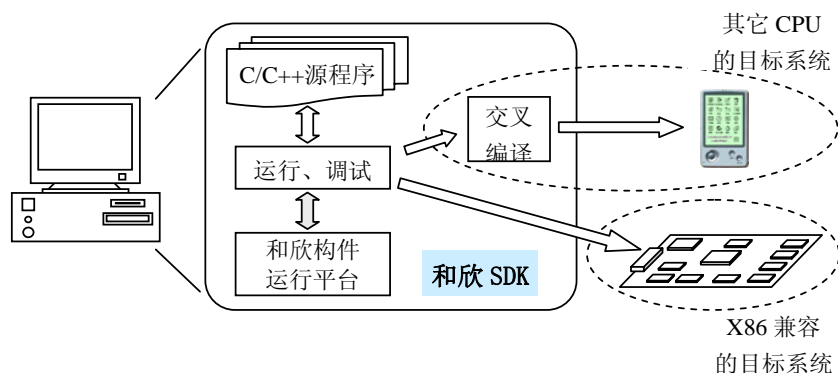 其它 CPU
的目标系统
C/C++源程序
交叉
编译
运行、调试
和欣构件
运行平台
和欣 SDK
X86 兼容
的目标系统